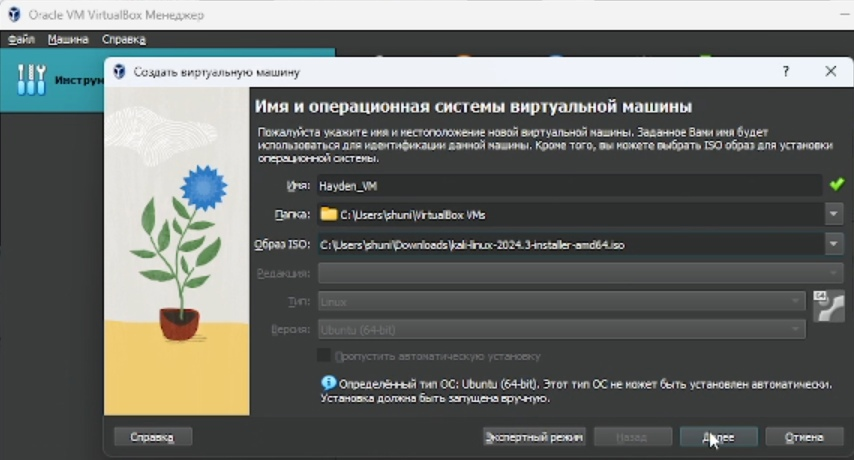 Oracle VM VirtualBox Менеджер
Файл Машина Справка
Инструм
Создать виртуальную машину ?
Имя и операционная системы виртуальной машины
Пожалуйста укажите имя и местоположение новой виртуальной машины. Заданное Вами имя будет
использоваться для идентификации данной машины. Кроме того, вы можете выбрать ISO образ для установки
операционной системы.
Имя: Hayden_VM
Папка: C:\Users\shuni\VirtualBox VMs
Образ ISO: C:\Users\shuni\Downloads\kali-linux-2024.3-installer-amd64.iso
Редакция:
Тип: Linux
64
Версия: Ubuntu (64-bit)
Пропустить автоматическую установку
Определённый тип ОС: Ubuntu (64-bit). Этот тип ОС не может быть установлен автоматически.
Установка должна быть запущена вручную.
Справка Экспертный режим Назад Далее Отмена